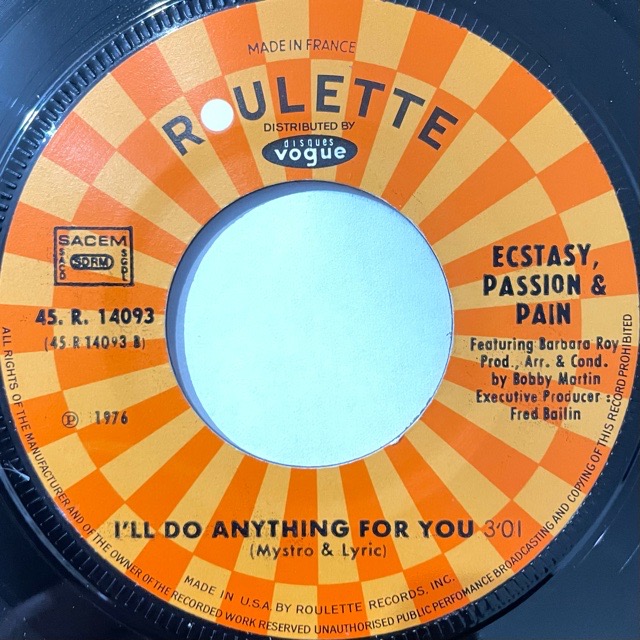 MADE IN FRANCE
ROULETTE
DISTRIBUTED BY
disques
vogue
SACEM
SACD SDRM SGDL
45. R. 14093
(45 R 14093 B)
℗ 1976
ECSTASY,
PASSION &
PAIN
Featuring Barbara Roy
Prod., Arr. & Cond.
by Bobby Martin
Executive Producer :
Fred Bailin
I'LL DO ANYTHING FOR YOU 3'01
(Mystro & Lyric)
MADE IN U.S.A. BY ROULETTE RECORDS, INC.
ALL RIGHTS OF THE MANUFACTURER AND OF THE OWNER OF THE RECORDED WORK RESERVED UNAUTHORISED PUBLIC PERFOMANCE BROADCASTING AND COPYING OF THIS RECORD PROHIBITED